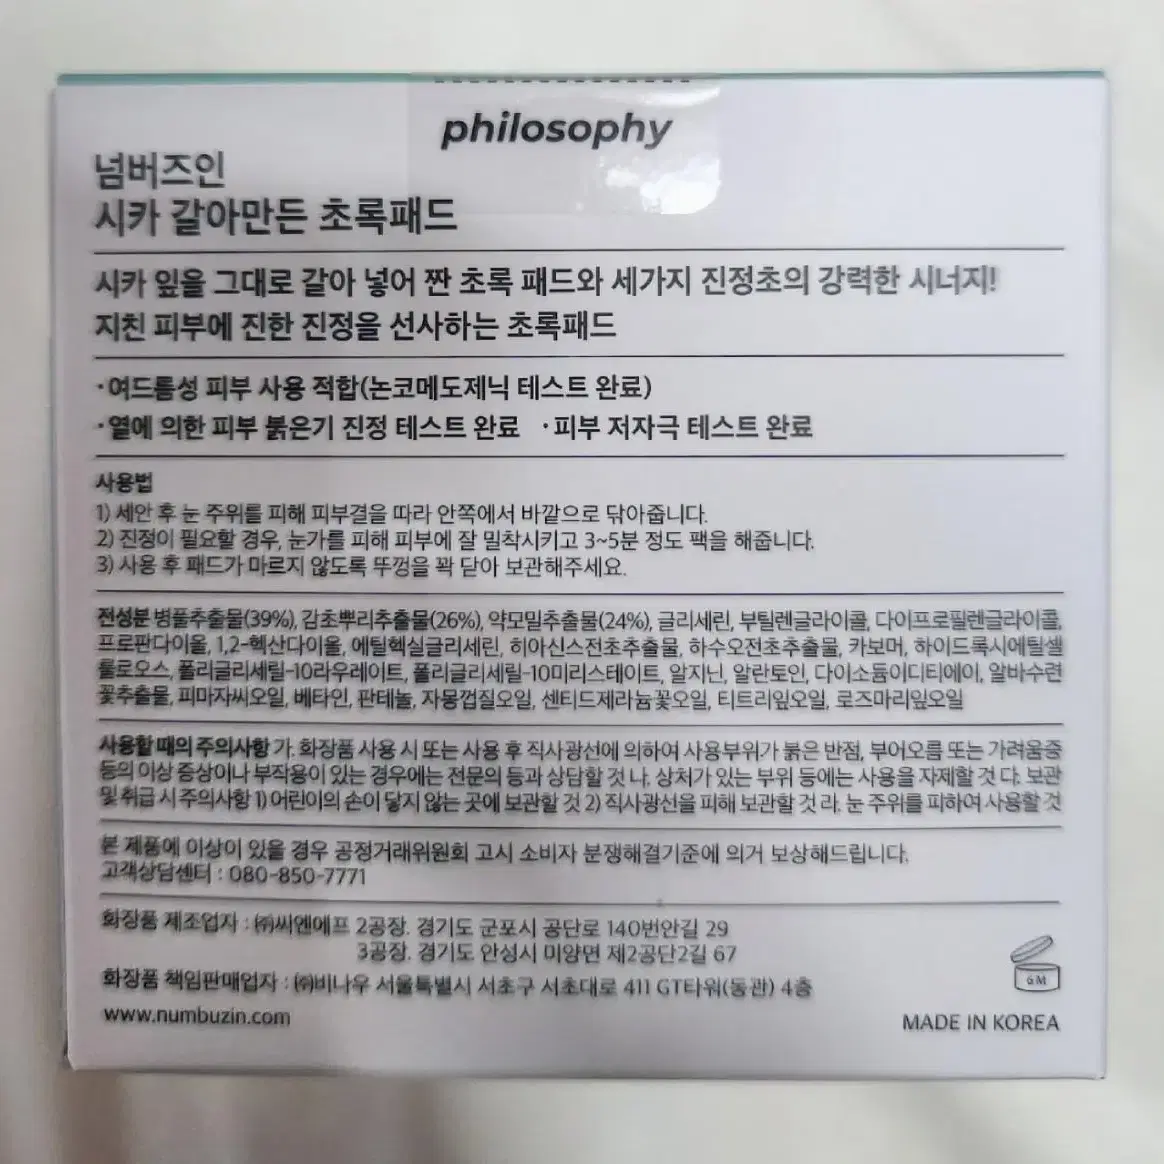 philosophy
넘버즈인
시카 갈아만든 초록패드
시카 잎을 그대로 갈아 넣어 짠 초록 패드와 세가지 진정초의 강력한 시너지!
지친 피부에 진한 진정을 선사하는 초록패드
·여드름성 피부 사용 적합(논코메도제닉 테스트 완료)
·열에 의한 피부 붉은기 진정 테스트 완료 ·피부 저자극 테스트 완료
사용법
1) 세안 후 눈 주위를 피해 피부결을 따라 안쪽에서 바깥으로 닦아줍니다.
2) 진정이 필요할 경우, 눈가를 피해 피부에 잘 밀착시키고 3~5분 정도 팩을 해줍니다.
3) 사용 후 패드가 마르지 않도록 뚜껑을 꽉 닫아 보관해주세요.
전성분 병풀추출물(39%), 감초뿌리추출물(26%), 약모밀추출물(24%), 글리세린, 부틸렌글라이콜, 다이프로필렌글라이콜,
프로판다이올, 1,2-헥산다이올, 에틸헥실글리세린, 히아신스전초추출물, 하수오전초추출물, 카보머, 하이드록시에틸셀
룰로오스, 폴리글리세릴-10라우레이트, 폴리글리세릴-10미리스테이트, 알지닌, 알란토인, 다이소듐이디티에이, 알바수련
꽃추출물, 피마자씨오일, 베타인, 판테놀, 자몽껍질오일, 센티드제라늄꽃오일, 티트리잎오일, 로즈마리잎오일
사용할 때의 주의사항 가. 화장품 사용 시 또는 사용 후 직사광선에 의하여 사용부위가 붉은 반점, 부어오름 또는 가려움증
등의 이상 증상이나 부작용이 있는 경우에는 전문의 등과 상담할 것 나. 상처가 있는 부위 등에는 사용을 자제할 것 다. 보관
및 취급 시 주의사항 1) 어린이의 손이 닿지 않는 곳에 보관할 것 2) 직사광선을 피해 보관할 것 라. 눈 주위를 피하여 사용할 것
본 제품에 이상이 있을 경우 공정거래위원회 고시 소비자 분쟁해결기준에 의거 보상해드립니다.
고객상담센터 : 080-850-7771
화장품 제조업자 : ㈜씨엔에프 2공장. 경기도 군포시 공단로 140번안길 29
3공장. 경기도 안성시 미양면 제2공단2길 67
화장품 책임판매업자 : ㈜비나우 서울특별시 서초구 서초대로 411 GT타워(동관) 4층
6M
www.numbuzin.com
MADE IN KOREA